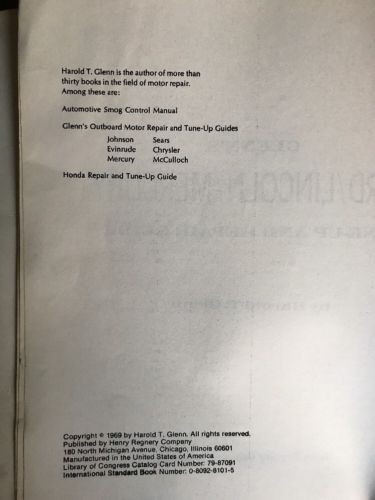 Harold T. Glenn is the author of more than
thirty books in the field of motor repair.
Among these are:
Automotive Smog Control Manual
Glenn's Outboard Motor Repair and Tune-Up Guides
Johnson Sears
Evinrude Chrysler
Mercury McCulloch
Honda Repair and Tune-Up Guide
Copyright © 1969 by Harold T. Glenn. All rights reserved.
Published by Henry Regnery Company
180 North Michigan Avenue, Chicago, Illinois 60601
Manufactured in the United States of America
Library of Congress Catalog Card Number: 79-87091
International Standard Book Number: 0-8092-8101-5